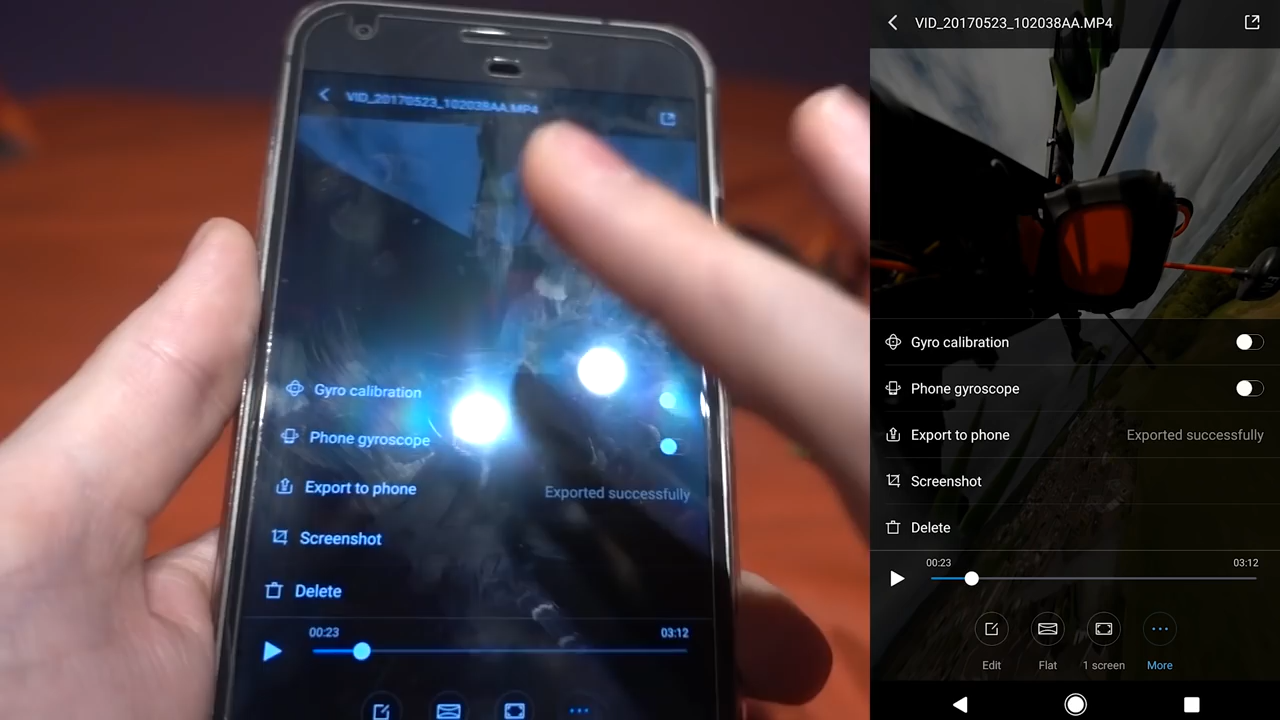 VID_20170523_102038AA.MP4
Gyro calibration
Phone gyroscope
Export to phone Exported successfully
Screenshot
Delete
00:23 03:12
VID_20170523_102038AA.MP4
Gyro calibration
Phone gyroscope
Export to phone Exported successfully
Screenshot
Delete
00:23 03:12
Edit Flat 1 screen More